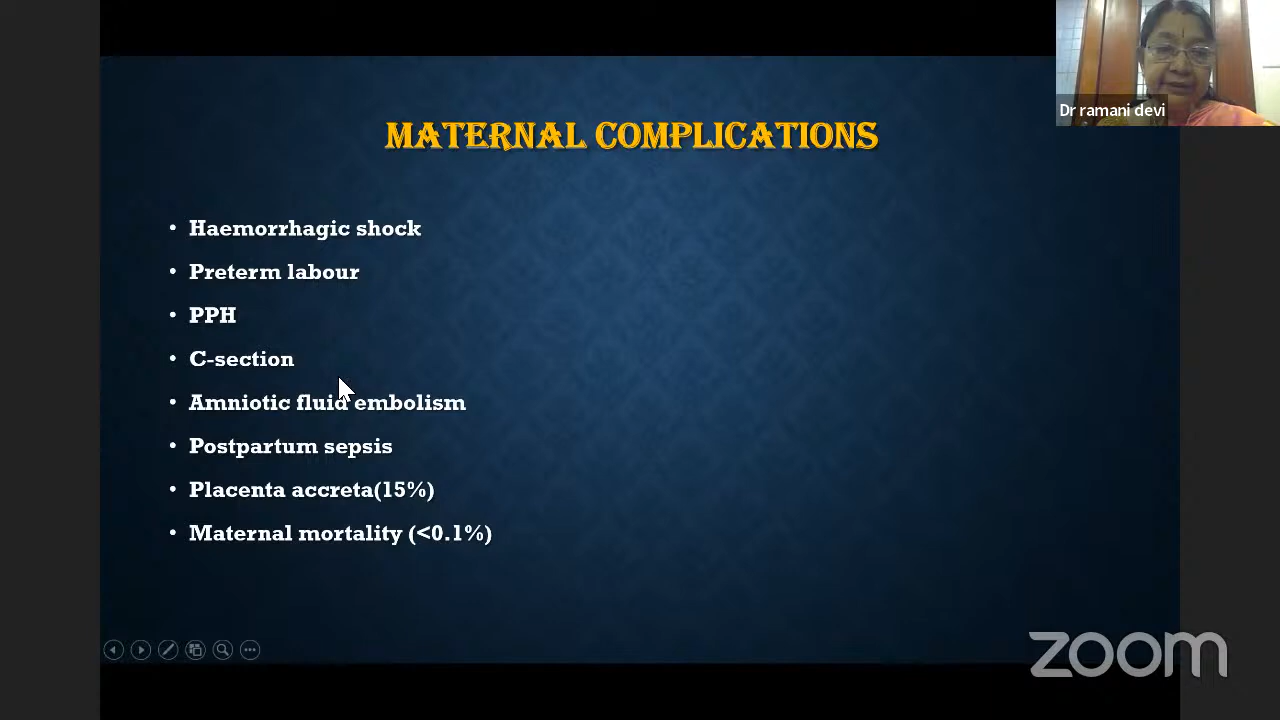 Dr ramani devi
MATERNAL COMPLICATIONS
• Haemorrhagic shock
• Preterm labour
• PPH
• C-section
• Amniotic fluid embolism
• Postpartum sepsis
• Placenta accreta(15%)
• Maternal mortality (<0.1%)
zoom